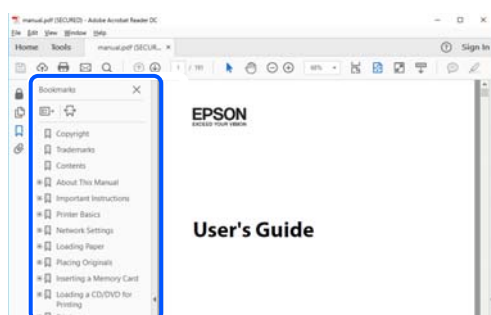 manual.pdf (SECURED) - Adobe Acrobat Reader DC
File Edit View Window Help
Home Tools manual.pdf (SECUR... ×
Sign In
1 / 
Bookmarks
Copyright
Trademarks
Contents
About This Manual
Important Instructions
Printer Basics
Network Settings
Loading Paper
Placing Originals
Inserting a Memory Card
Loading a CD/DVD for
Printing
EPSON
EXCEED YOUR VISION
User's Guide